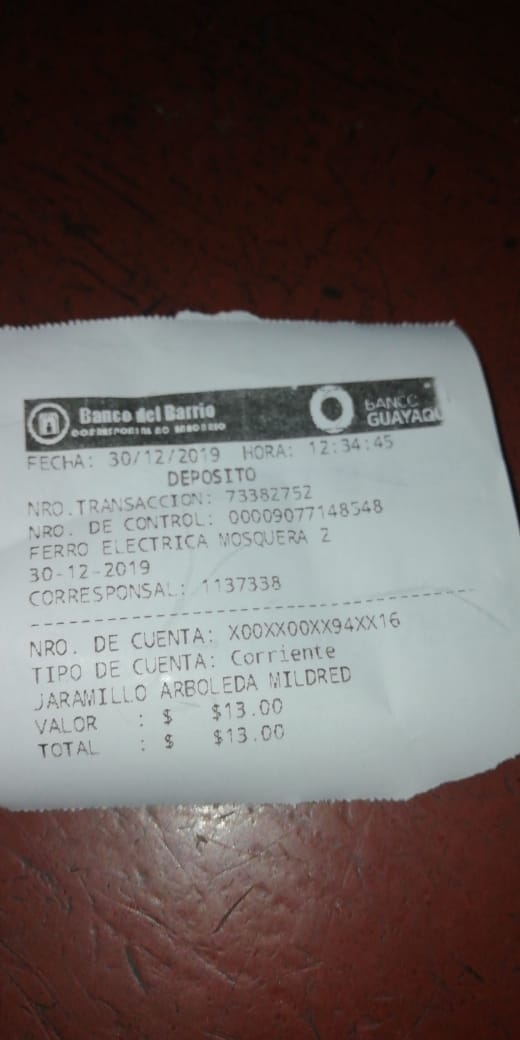 Banco del Barrio
CORRESPONSAL NO BANCARIO
BANCO
GUAYAQU
FECHA: 30/12/2019 HORA: 12:34:45
DEPOSITO
NRO.TRANSACCION: 73382752
NRO. DE CONTROL: 00009077148548
FERRO ELECTRICA MOSQUERA 2
30-12-2019
CORRESPONSAL: 1137338
NRO. DE CUENTA: X00XX00XX94XX16
TIPO DE CUENTA: Corriente
JARAMILLO ARBOLEDA MILDRED
VALOR : $ $13.00
TOTAL : $ $13.00